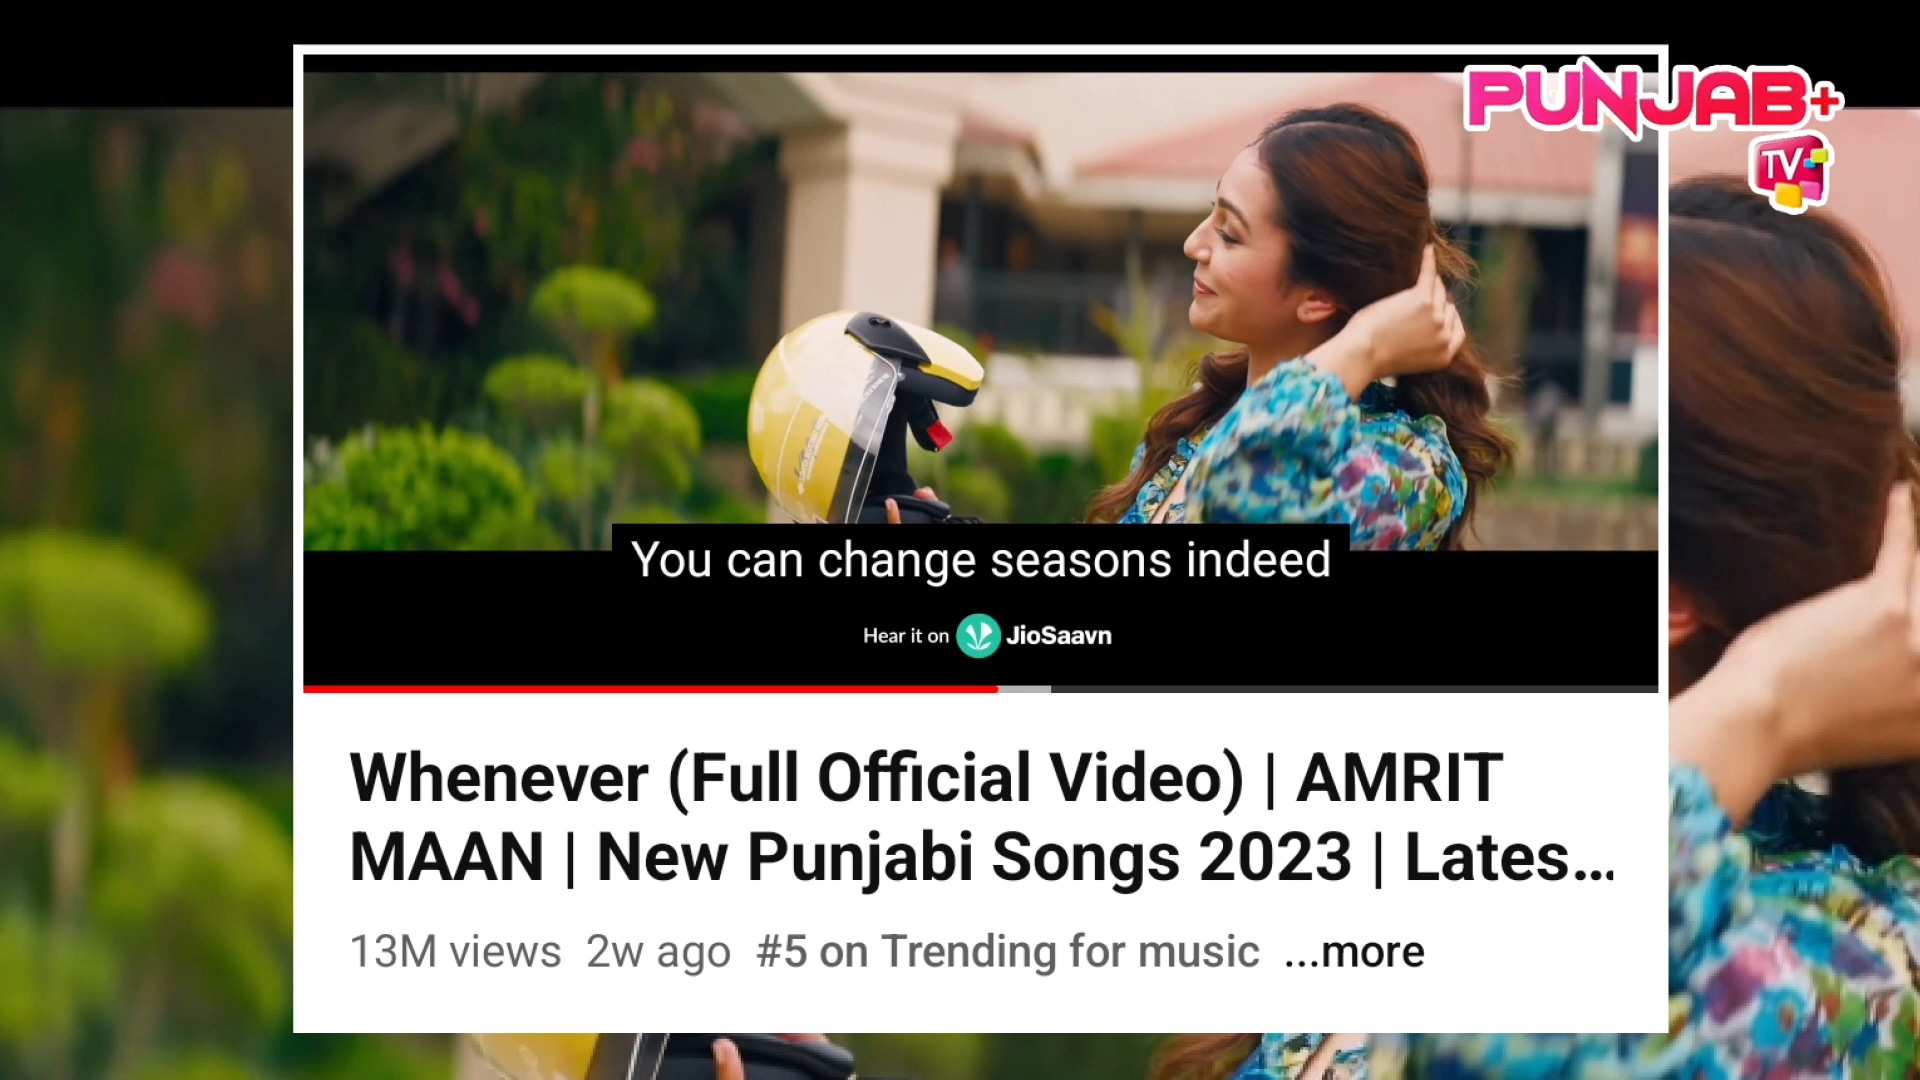 PUNJAB+
TV
You can change seasons indeed
Hear it on JioSaavn
Whenever (Full Official Video) | AMRIT
MAAN | New Punjabi Songs 2023 | Lates...
13M views 2w ago #5 on Trending for music ...more